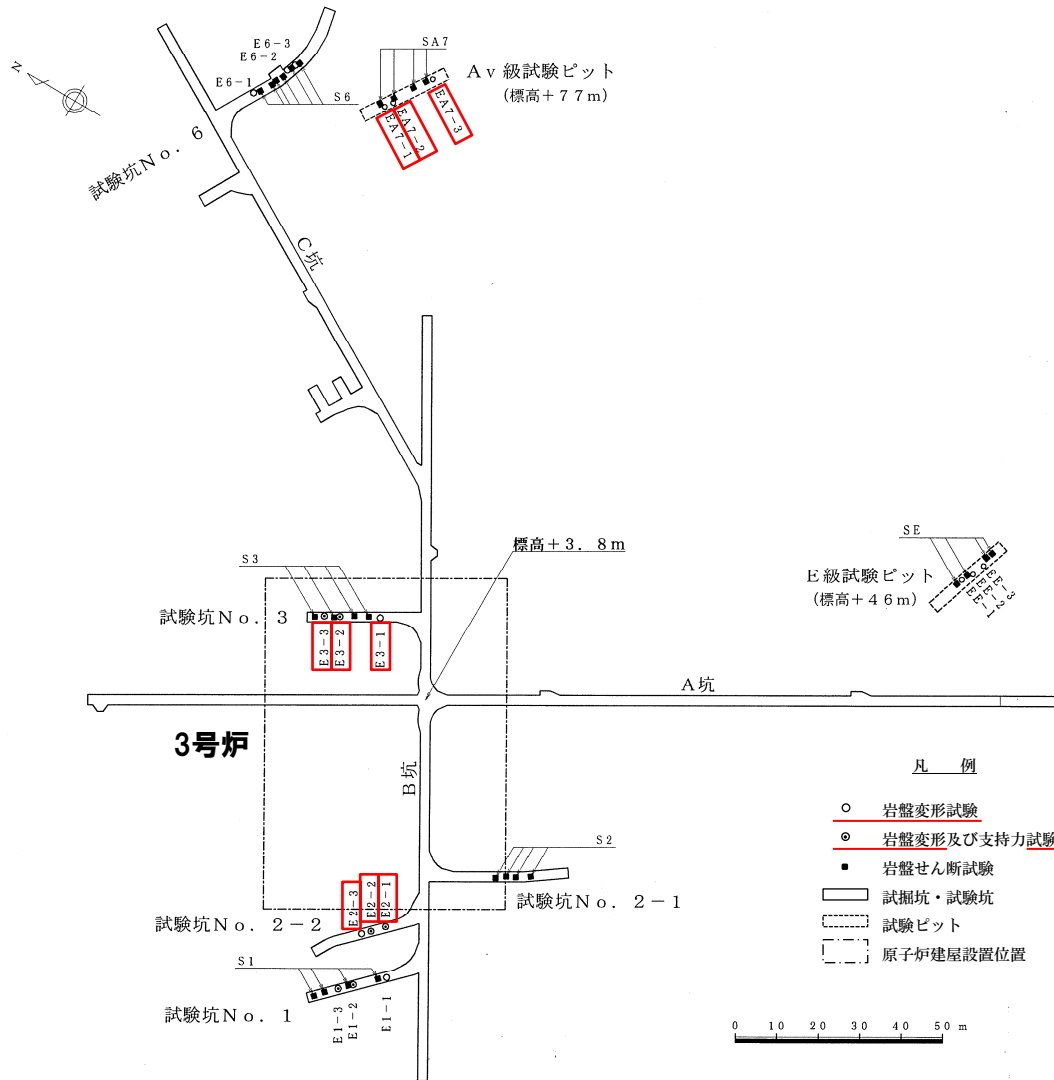 N
E6-3
E6-2
E6-1
S6
SA7
Av級試験ピット
(標高+77m)
EA7-1
EA7-2
EA7-3
試験坑No. 6
C坑
標高+3. 8m
SE
E級試験ピット
(標高+46m)
EE-3
EE-2
EE-1
S3
試験坑No. 3
E3-3
E3-2
E3-1
A坑
3号炉
B坑
S2
試験坑No. 2-1
E2-3
E2-2
E2-1
試験坑No. 2-2
S1
試験坑No. 1
E1-3
E1-2
E1-1
凡 例
岩盤変形試験
岩盤変形及び支持力試験
岩盤せん断試験
試掘坑・試験坑
試験ピット
原子炉建屋設置位置
0 10 20 30 40 50 m